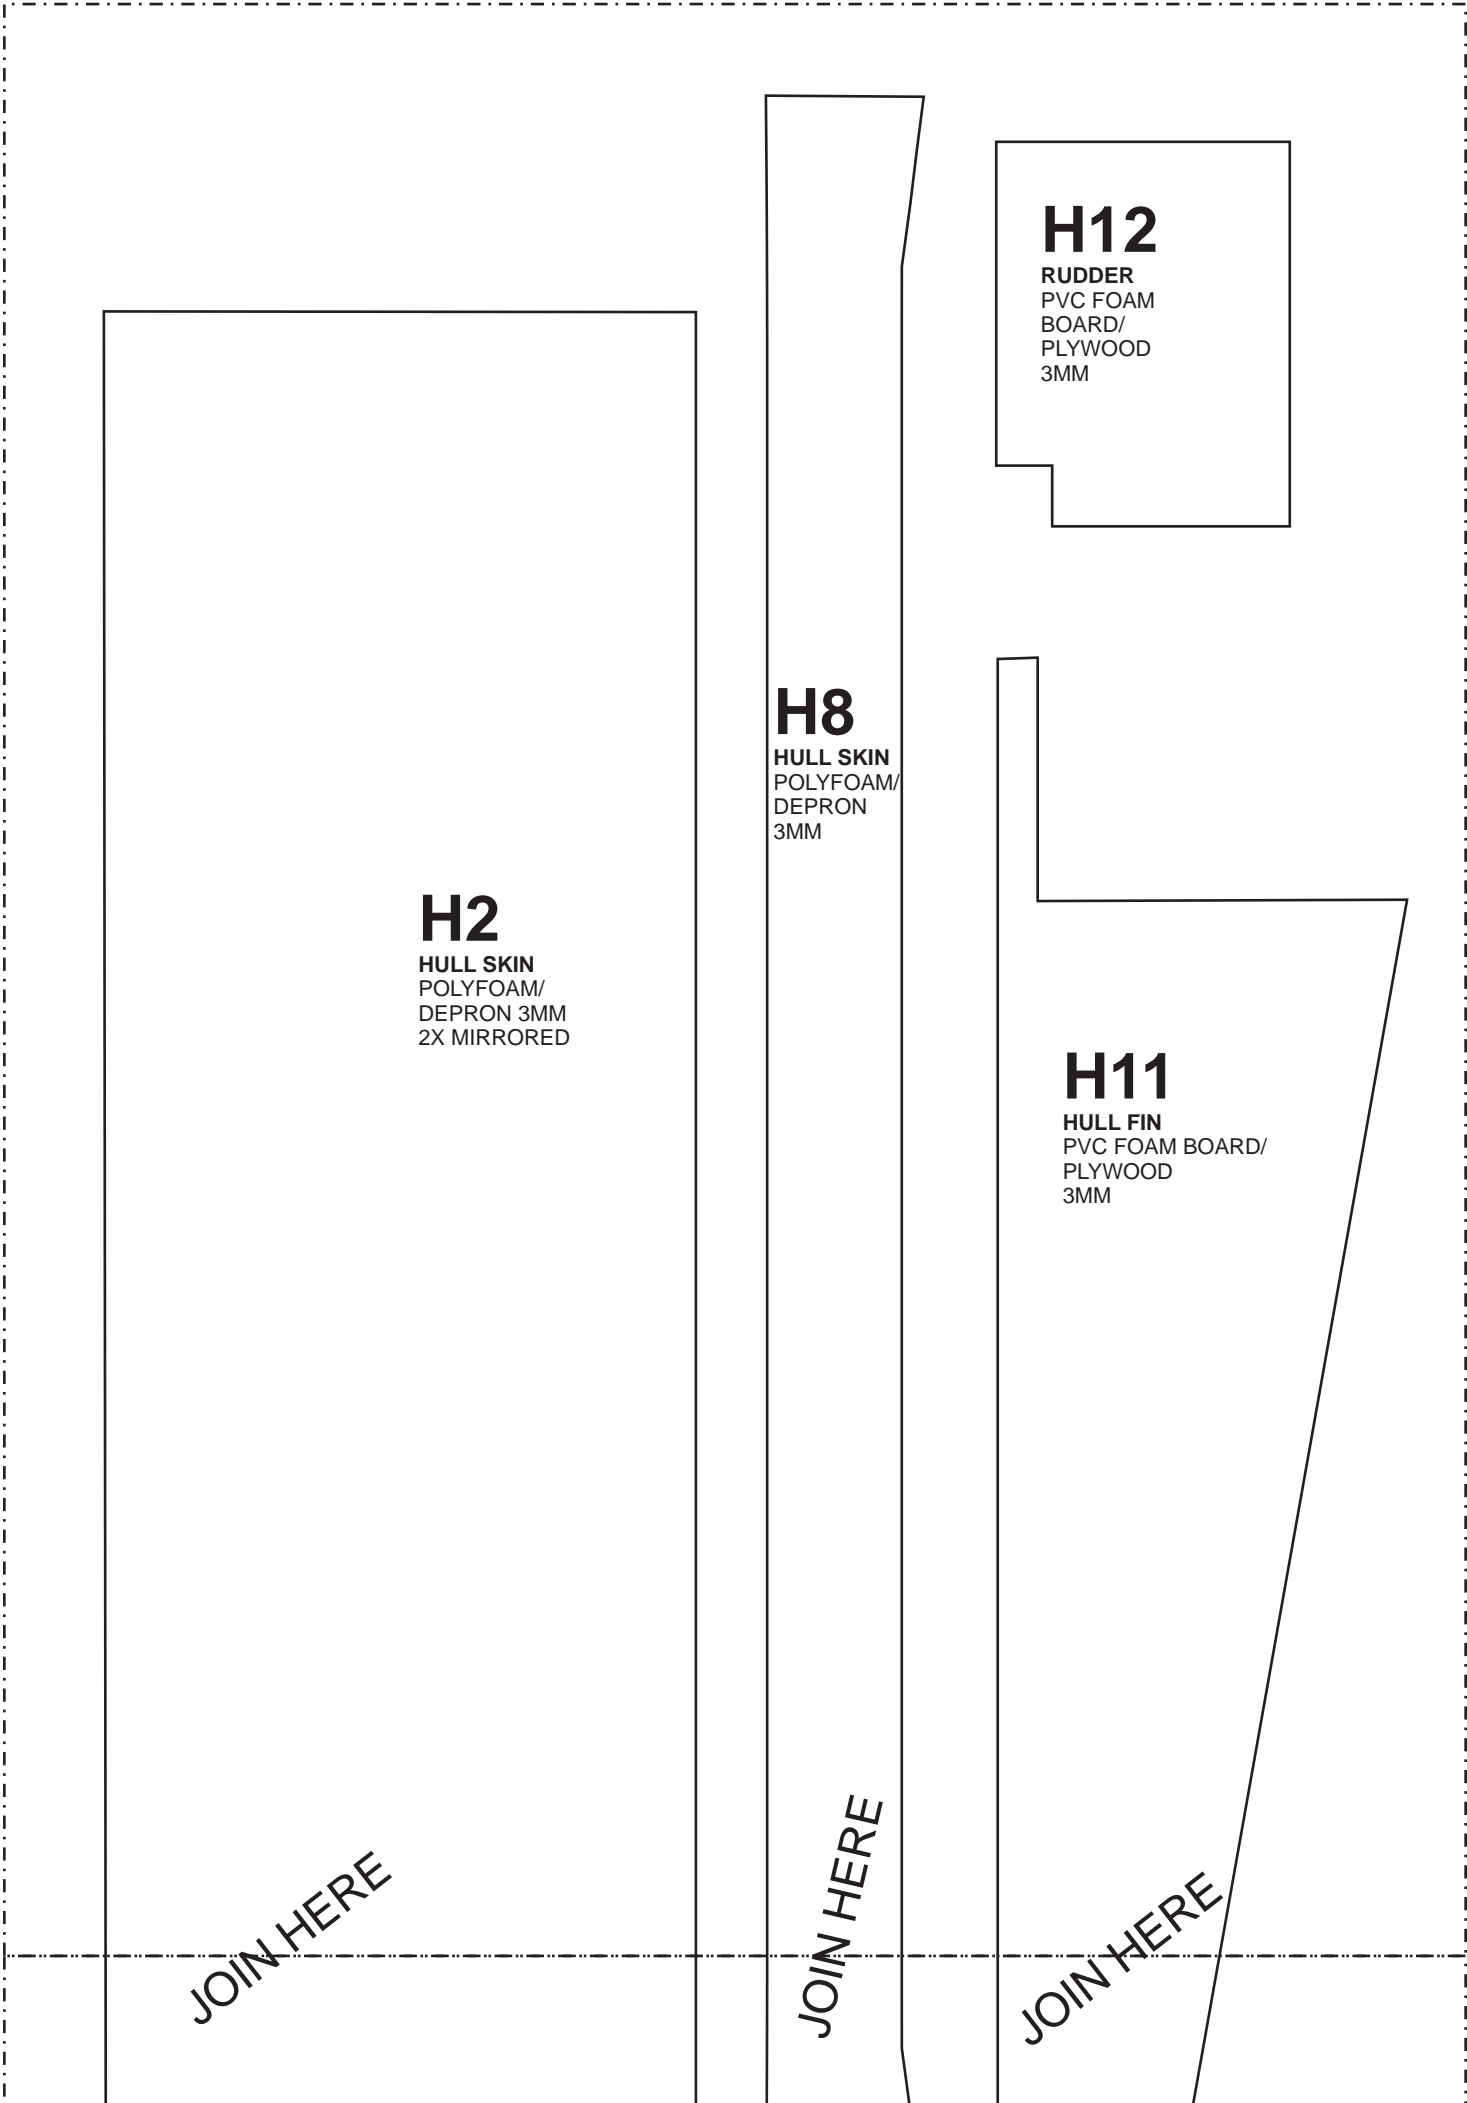 H12
RUDDER
PVC FOAM
BOARD/
PLYWOOD
3MM
H8
HULL SKIN
POLYFOAM/
DEPRON
3MM
H2
HULL SKIN
POLYFOAM/
DEPRON 3MM
2X MIRRORED
H11
HULL FIN
PVC FOAM BOARD/
PLYWOOD
3MM
JOIN HERE
JOIN HERE
JOIN HERE